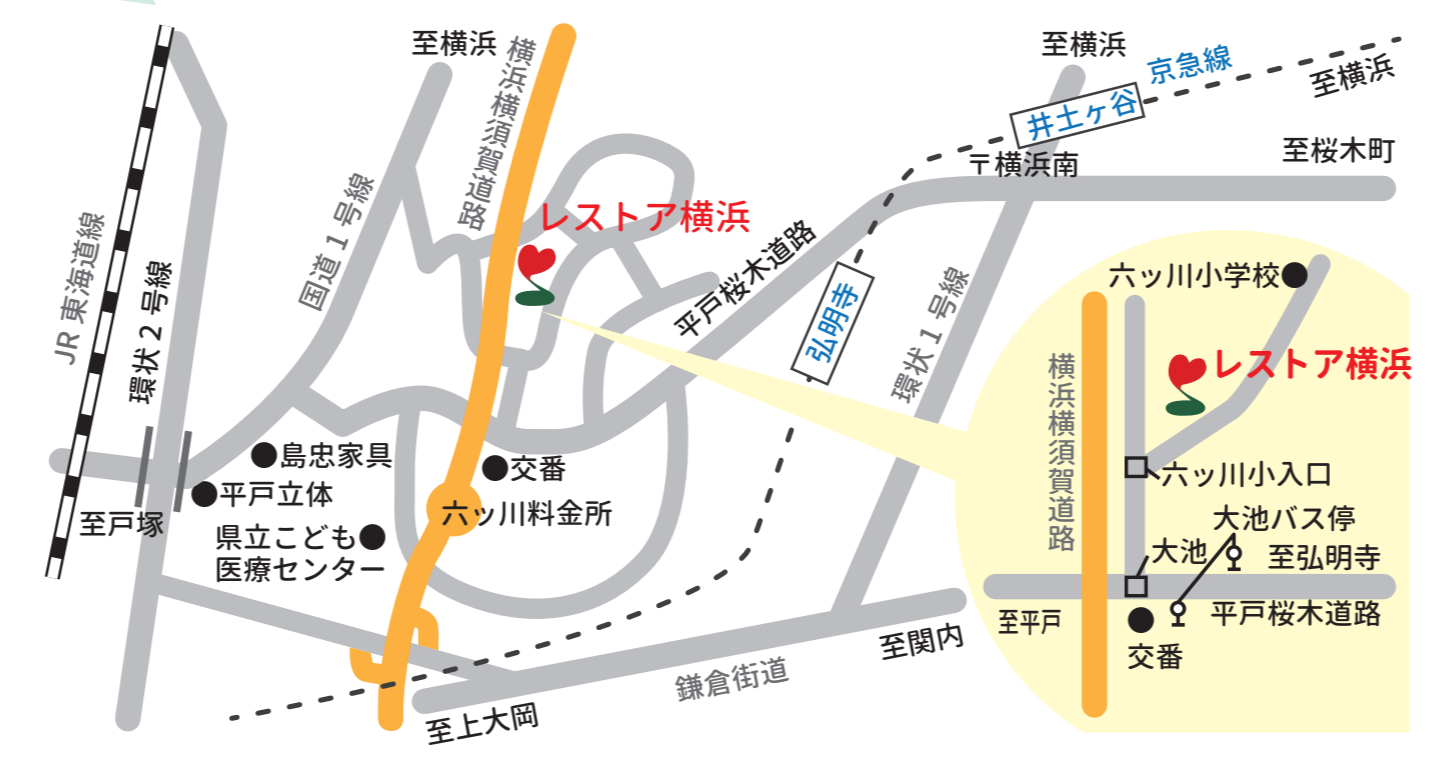 至横浜
横浜横須賀道路
至横浜
京急線
至横浜
井土ヶ谷
〒横浜南
至桜木町
国道1号線
レストア横浜
JR 東海道線
環状2号線
平戸桜木道路
弘明寺
環状1号線
島忠家具
平戸立体
交番
六ッ川料金所
至戸塚
県立こども
医療センター
鎌倉街道
至関内
至上大岡
六ッ川小学校
横浜横須賀道路
レストア横浜
六ッ川小入口
大池バス停
大池
至弘明寺
至平戸
平戸桜木道路
交番